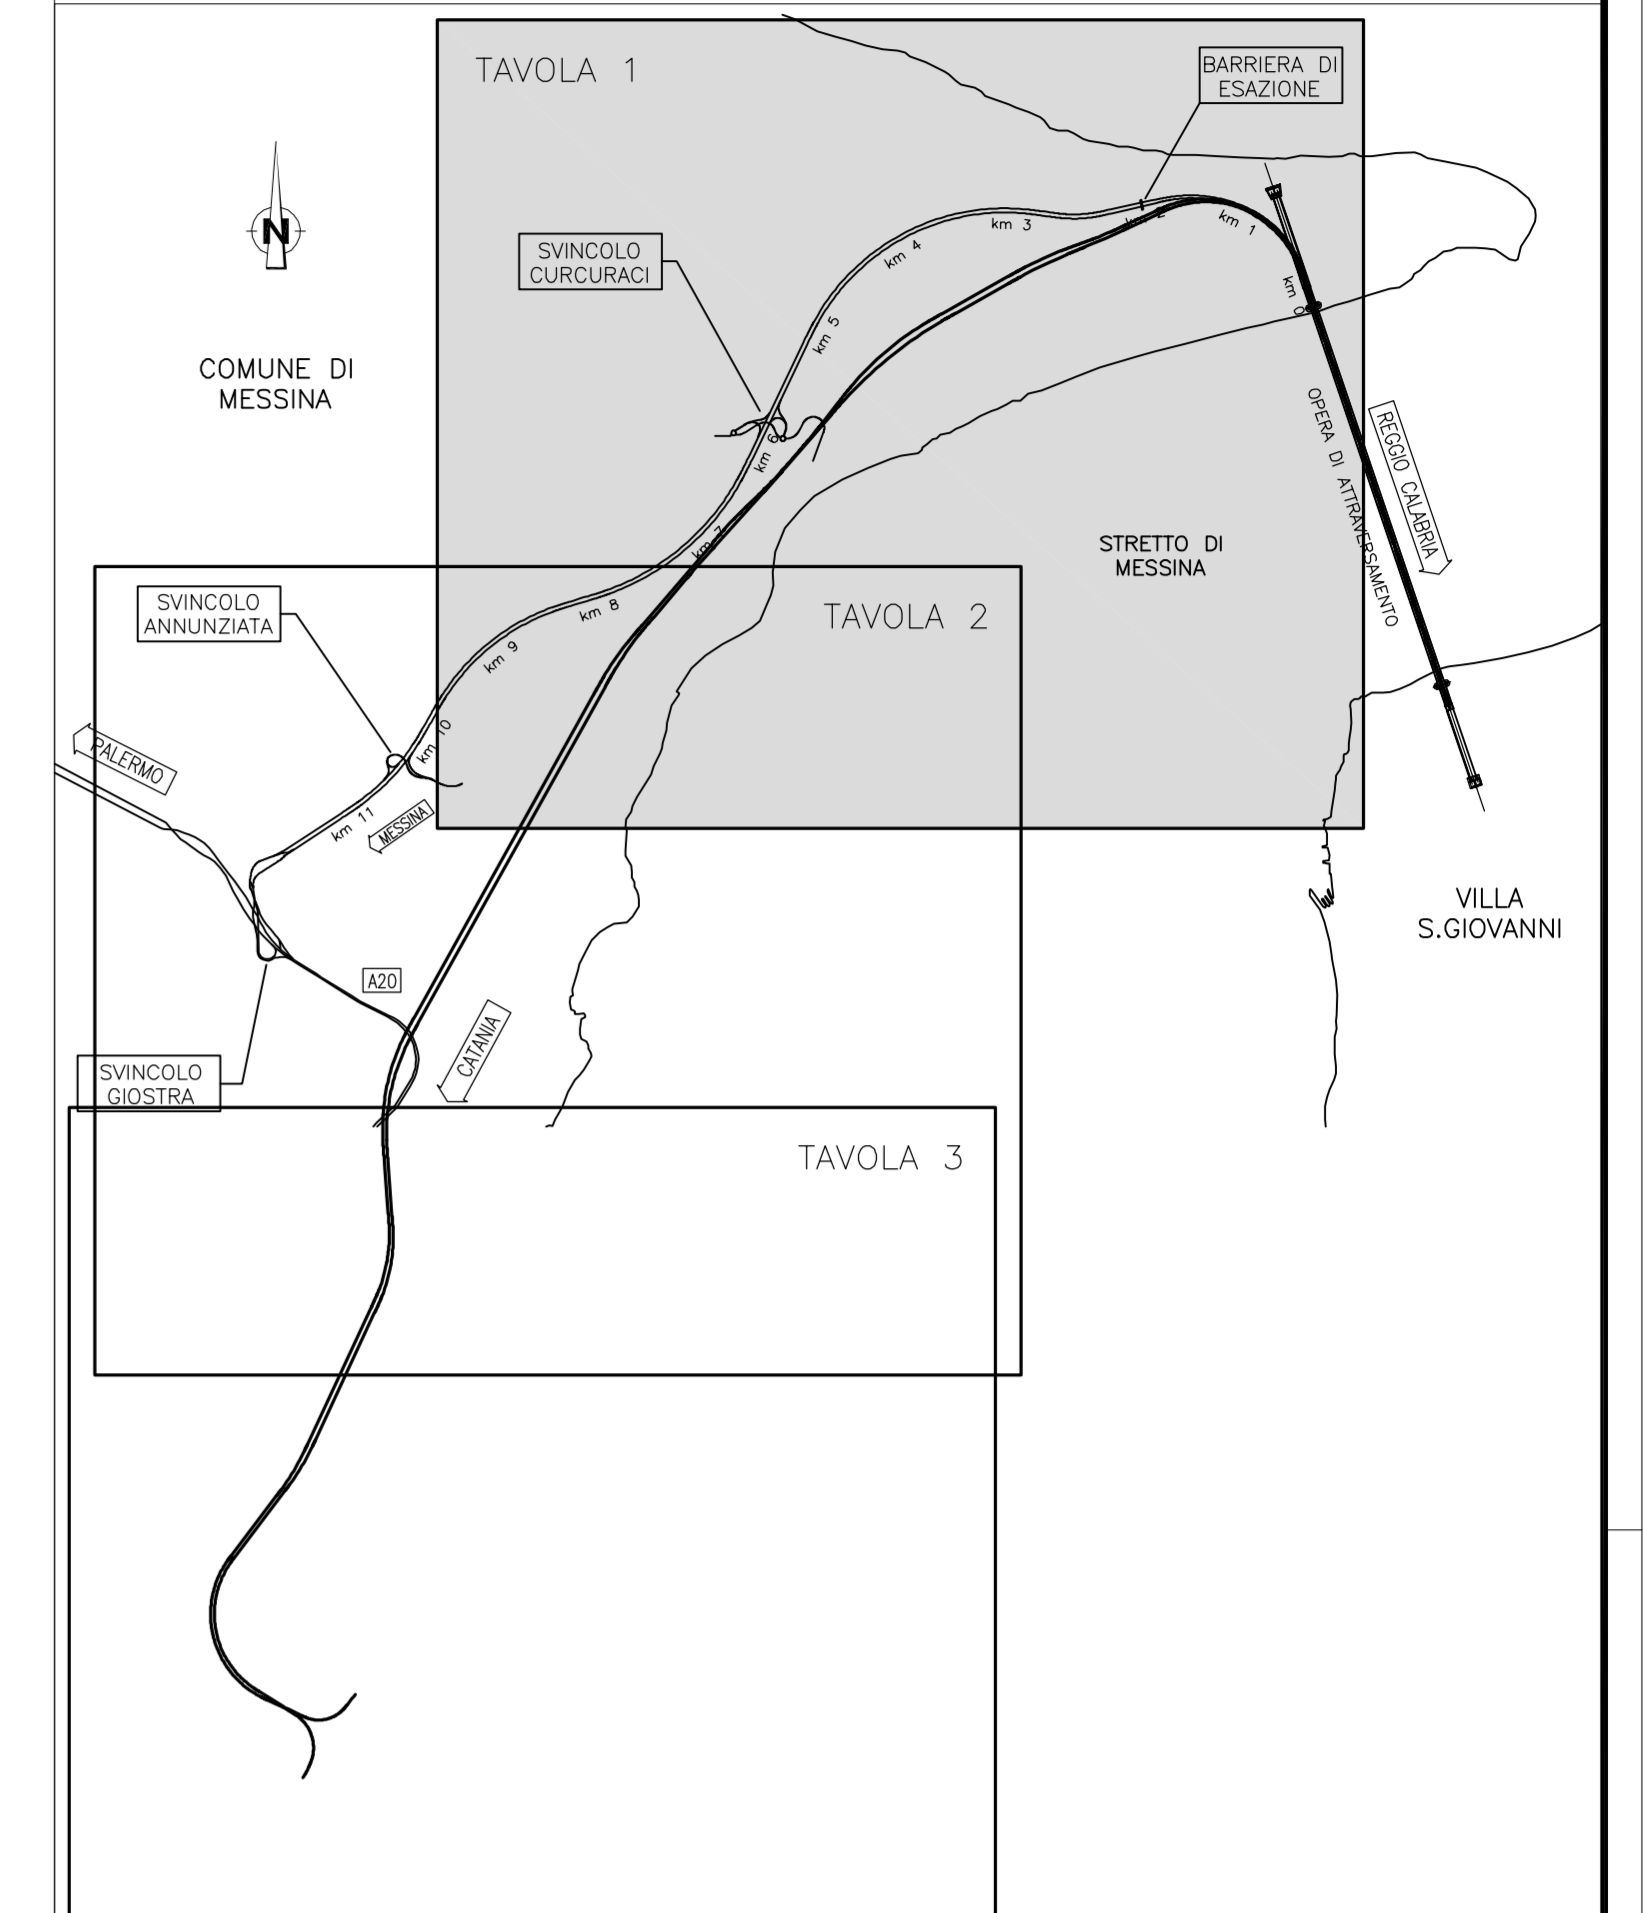 TAVOLA 1
BARRIERA DI
ESAZIONE
N
SVINCOLO
CURCURACI
COMUNE DI
MESSINA
km 0
km 1
km 2
km 3
km 4
km 5
km 6
km 7
OPERA DI ATTRAVERSAMENTO
REGGIO CALABRIA
STRETTO DI
MESSINA
SVINCOLO
ANNUNZIATA
TAVOLA 2
km 8
km 9
km 10
km 11
PALERMO
MESSINA
VILLA
S.GIOVANNI
A20
CATANIA
SVINCOLO
GIOSTRA
TAVOLA 3